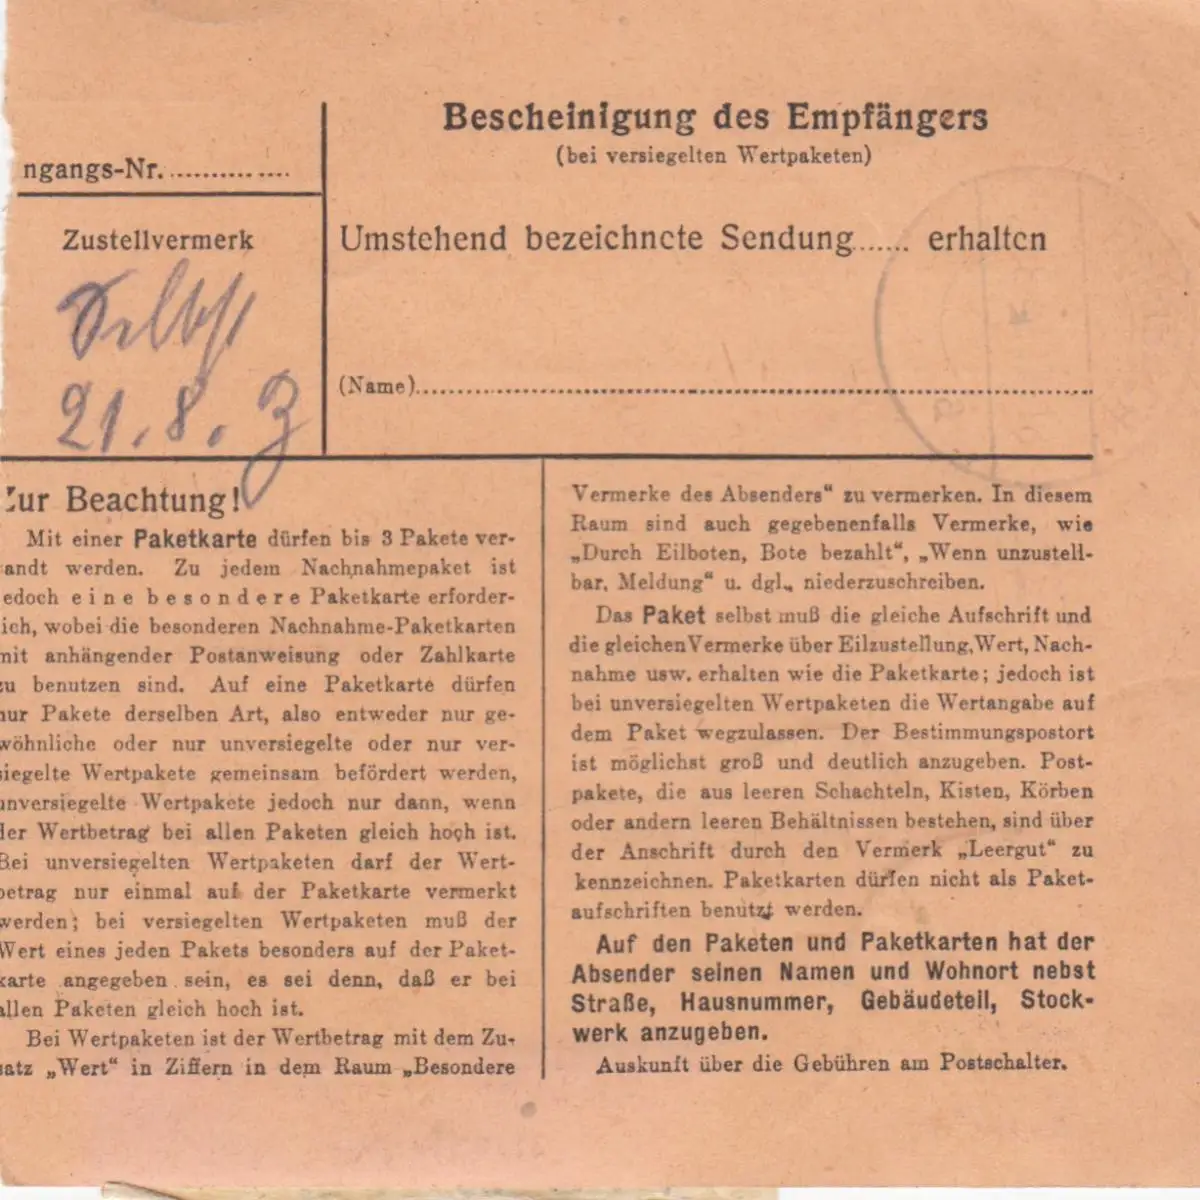 Bescheinigung des Empfängers
(bei versiegelten Wertpaketen)
ngangs-Nr.
Umstehend bezeichnete Sendung...... erhalten
(Name)
Zustellvermerk
Selbst
21. 8. Z
Zur Beachtung!
Mit einer Paketkarte dürfen bis 3 Pakete ver-
andt werden. Zu jedem Nachnahmepaket ist
edoch eine besondere Paketkarte erforder-
ich, wobei die besonderen Nachnahme-Paketkarten
mit anhängender Postanweisung oder Zahlkarte
zu benutzen sind. Auf eine Paketkarte dürfen
nur Pakete derselben Art, also entweder nur ge-
wöhnliche oder nur unversiegelte oder nur ver-
siegelte Wertpakete gemeinsam befördert werden,
unversiegelte Wertpakete jedoch nur dann, wenn
der Wertbetrag bei allen Paketen gleich hoch ist.
Bei unversiegelten Wertpaketen darf der Wert-
betrag nur einmal auf der Paketkarte vermerkt
werden; bei versiegelten Wertpaketen muß der
Wert eines jeden Pakets besonders auf der Paket-
karte angegeben sein, es sei denn, daß er bei
allen Paketen gleich hoch ist.
Bei Wertpaketen ist der Wertbetrag mit dem Zu-
satz „Wert“ in Ziffern in dem Raum „Besondere
Vermerke des Absenders“ zu vermerken. In diesem
Raum sind auch gegebenenfalls Vermerke, wie
„Durch Eilboten, Bote bezahlt“, „Wenn unzustell-
bar, Meldung“ u. dgl., niederzuschreiben.
Das Paket selbst muß die gleiche Aufschrift und
die gleichen Vermerke über Eilzustellung, Wert, Nach-
nahme usw. erhalten wie die Paketkarte; jedoch ist
bei unversiegelten Wertpaketen die Wertangabe auf
dem Paket wegzulassen. Der Bestimmungspostort
ist möglichst groß und deutlich anzugeben. Post-
pakete, die aus leeren Schachteln, Kisten, Körben
oder andern leeren Behältnissen bestehen, sind über
der Anschrift durch den Vermerk „Leergut“ zu
kennzeichnen. Paketkarten dürfen nicht als Paket-
aufschriften benutzt werden.
Auf den Paketen und Paketkarten hat der
Absender seinen Namen und Wohnort nebst
Straße, Hausnummer, Gebäudeteil, Stock-
werk anzugeben.
Auskunft über die Gebühren am Postschalter.